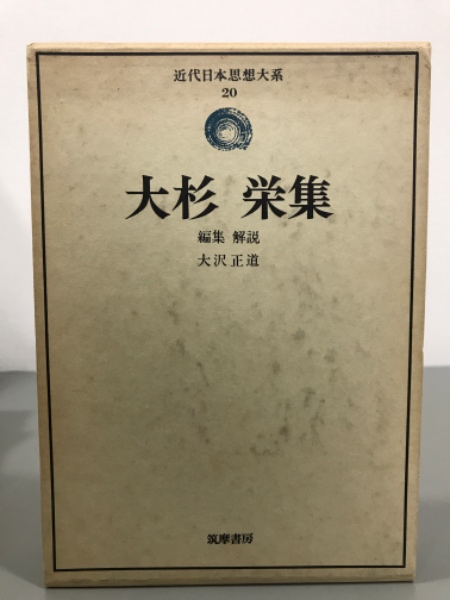 近代日本思想大系
20
大杉 栄集
編集 解説
大沢正道
筑摩書房